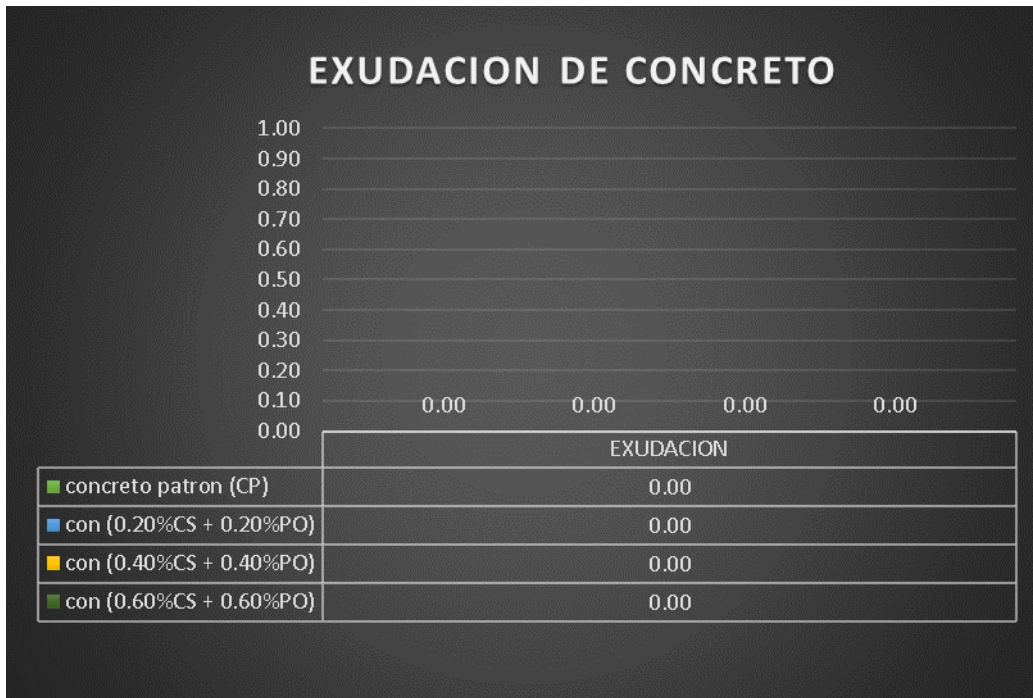 EXUDACION DE CONCRETO
1.00
0.90
0.80
0.70
0.60
0.50
0.40
0.30
0.20
0.10
0.00
0.00 0.00 0.00 0.00
EXUDACION
concreto patron (CP) 0.00
con (0.20%CS + 0.20%PO) 0.00
con (0.40%CS + 0.40%PO) 0.00
con (0.60%CS + 0.60%PO) 0.00